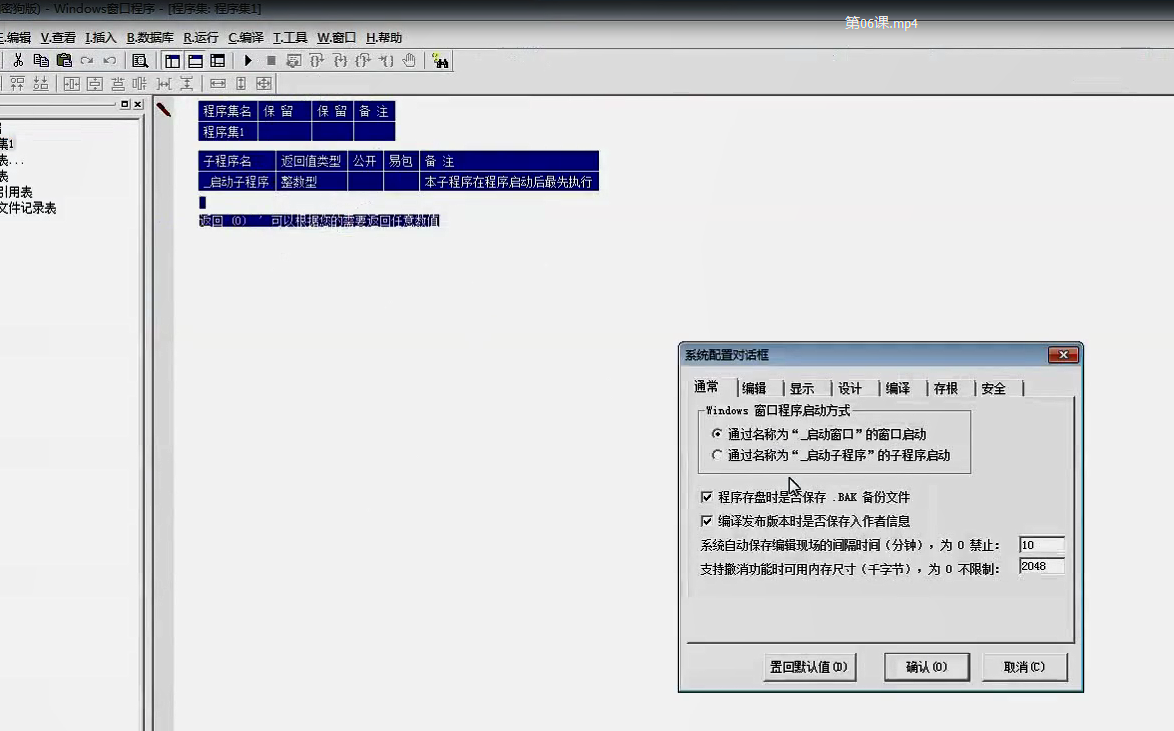 密狗版) - Windows窗口程序 - [程序集: 程序集1]
第06课.mp4
E.编辑 V.查看 I.插入 B.数据库 R.运行 C.编译 T.工具 W.窗口 H.帮助
程序集名 保 留 保 留 备 注
程序集1
集1
表...
表
引用表
文件记录表
子程序名 返回值类型 公开 易包 备 注
_启动子程序 整数型 本子程序在程序启动后最先执行
返回 (0) ' 可以根据您的需要返回任意数值
系统配置对话框
通常 编辑 显示 设计 编译 存根 安全
Windows 窗口程序启动方式
通过名称为“_启动窗口”的窗口启动
通过名称为“_启动子程序”的子程序启动
程序存盘时是否保存 .BAK 备份文件
编译发布版本时是否保存入作者信息
系统自动保存编辑现场的间隔时间（分钟），为 0 禁止： 10
支持撤消功能时可用内存尺寸（千字节），为 0 不限制： 2048
置回默认值(D) 确认(O) 取消(C)